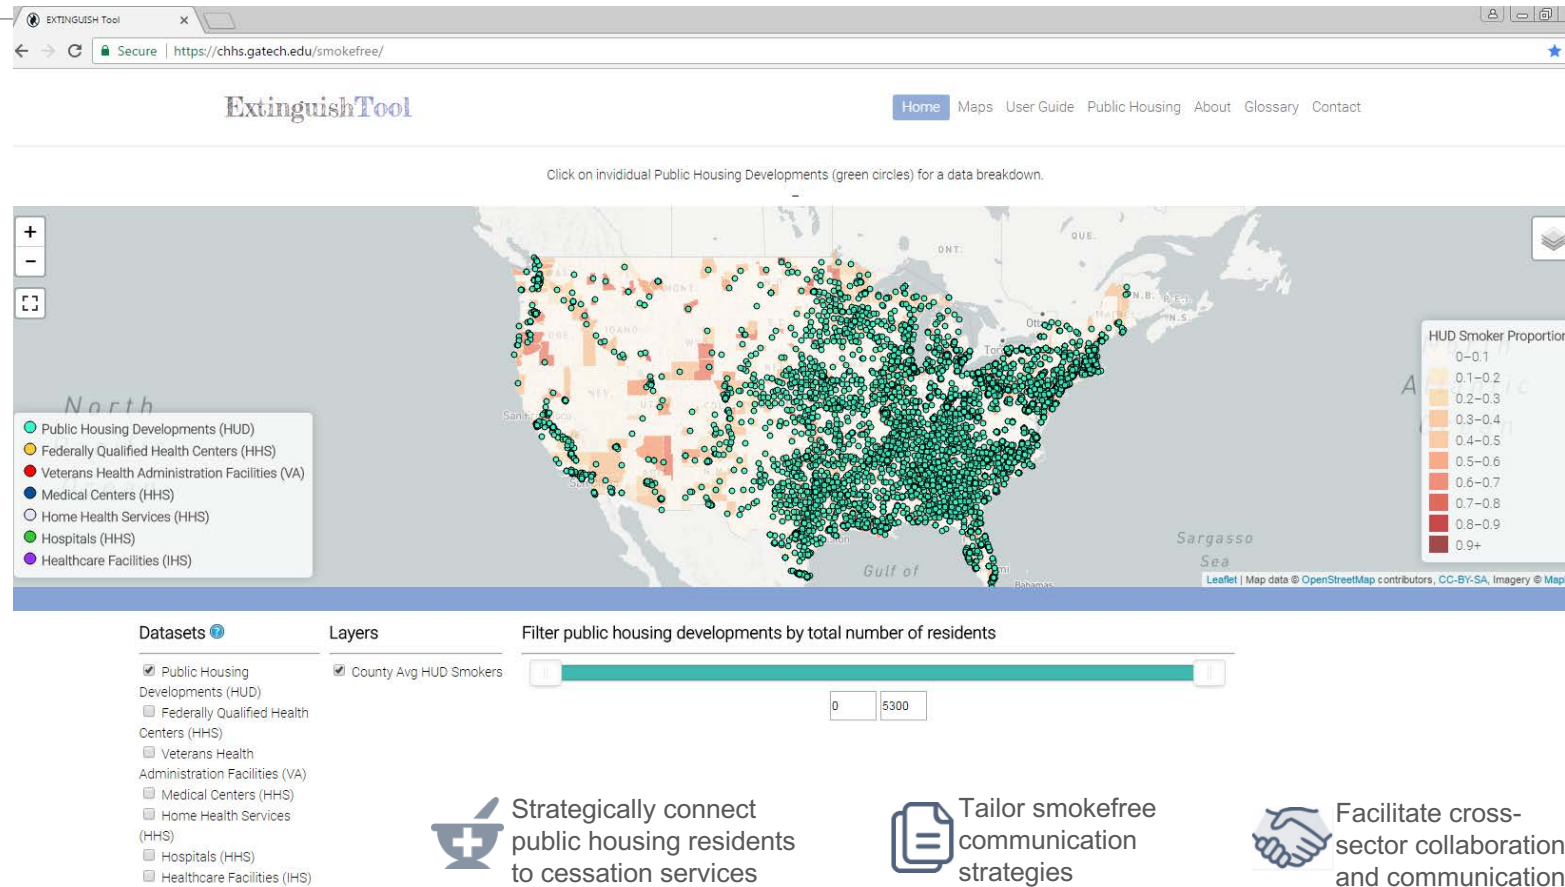 EXTINGUISH Tool
Secure | https://chhs.gatech.edu/smokefree/
ExtinguishTool
Home Maps User Guide Public Housing About Glossary Contact
Click on invididual Public Housing Developments (green circles) for a data breakdown.
+
−
ONT.
QUE.
N.B.
P.E.I.
N.S.
IDAHO
NEV.
North
Gulf of
Sargasso
Sea
Bahamas
Public Housing Developments (HUD)
Federally Qualified Health Centers (HHS)
Veterans Health Administration Facilities (VA)
Medical Centers (HHS)
Home Health Services (HHS)
Hospitals (HHS)
Healthcare Facilities (IHS)
HUD Smoker Proportion
0–0.1
0.1–0.2
0.2–0.3
0.3–0.4
0.4–0.5
0.5–0.6
0.6–0.7
0.7–0.8
0.8–0.9
0.9+
Leaflet | Map data © OpenStreetMap contributors, CC-BY-SA, Imagery © Map
Datasets
Public Housing
Developments (HUD)
Federally Qualified Health
Centers (HHS)
Veterans Health
Administration Facilities (VA)
Medical Centers (HHS)
Home Health Services
(HHS)
Hospitals (HHS)
Healthcare Facilities (IHS)
Layers
County Avg HUD Smokers
Filter public housing developments by total number of residents
0 5300
Strategically connect
public housing residents
to cessation services
Tailor smokefree
communication
strategies
Facilitate cross-
sector collaboration
and communication